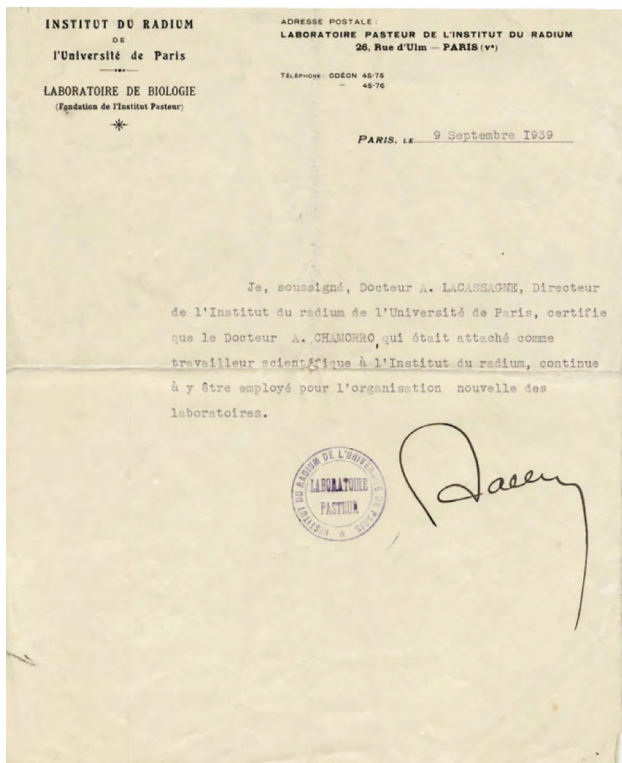 INSTITUT DU RADIUM
DE
l'Université de Paris
LABORATOIRE DE BIOLOGIE
(Fondation de l'Institut Pasteur)
ADRESSE POSTALE :
LABORATOIRE PASTEUR DE L'INSTITUT DU RADIUM
26, Rue d'Ulm — PARIS (Vᵉ)
TÉLÉPHONE : ODÉON 45-75
— 45-76
PARIS, LE 9 Septembre I939
Je, soussigné, Docteur A. LACASSAGNE, Directeur
de l'Institut du radium de l'Université de Paris, certifie
que le Docteur A. CHAMORRO, qui était attaché comme
travailleur scientifique à l'Institut du radium, continue
à y être employé pour l'organisation nouvelle des
laboratoires.
INSTITUT DU RADIUM DE L'UNIVERSITÉ DE PARIS
LABORATOIRE
PASTEUR